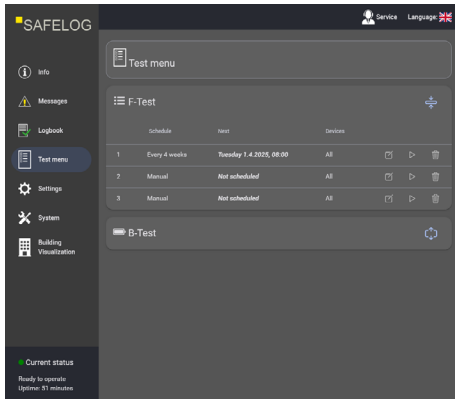 SAFELOG
Service Language:
Info
Messages
Logbook
Test menu
Settings
System
Building
Visualization
Current status
Ready to operate
Uptime: 51 minutes
Test menu
F-Test
Schedule Next Devices
1 Every 4 weeks Tuesday 1.4.2025, 08:00 All
2 Manual Not scheduled All
3 Manual Not scheduled All
B-Test